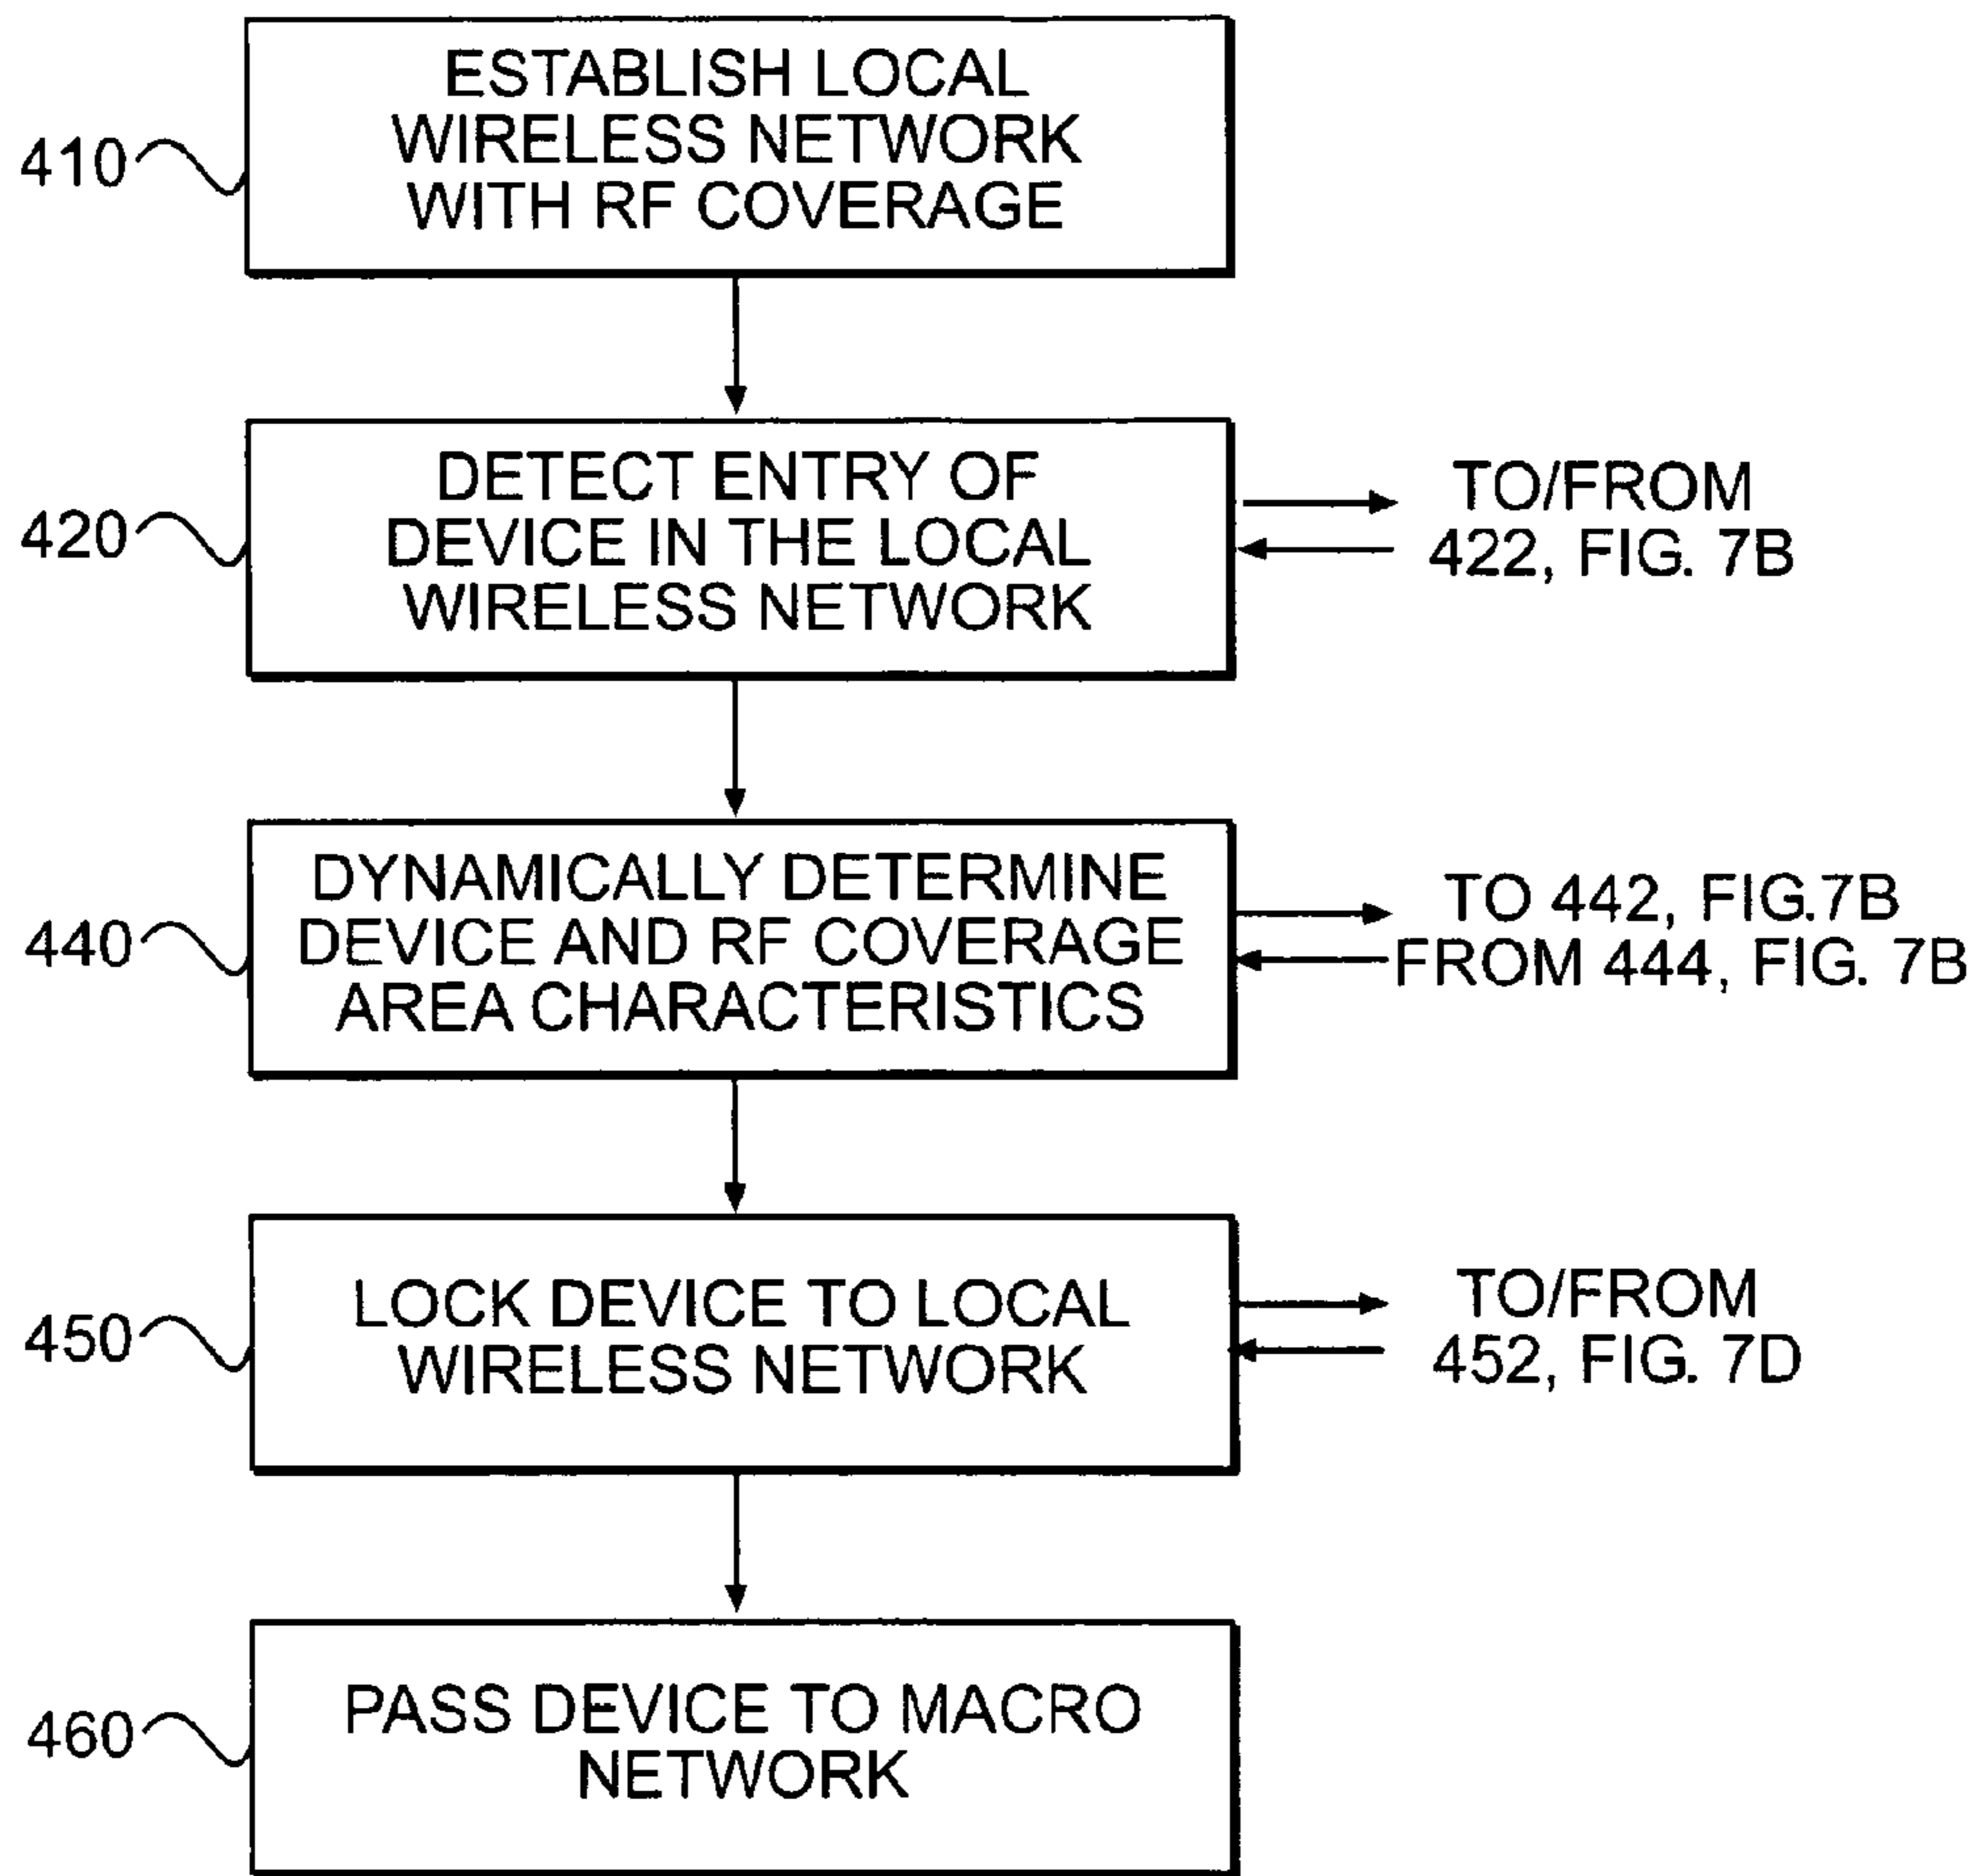 ESTABLISH LOCAL
WIRELESS NETWORK
WITH RF COVERAGE
410
DETECT ENTRY OF
DEVICE IN THE LOCAL
WIRELESS NETWORK
420
TO/FROM
422, FIG. 7B
DYNAMICALLY DETERMINE
DEVICE AND RF COVERAGE
AREA CHARACTERISTICS
440
TO 442, FIG.7B
FROM 444, FIG. 7B
LOCK DEVICE TO LOCAL
WIRELESS NETWORK
450
TO/FROM
452, FIG. 7D
PASS DEVICE TO MACRO
NETWORK
460